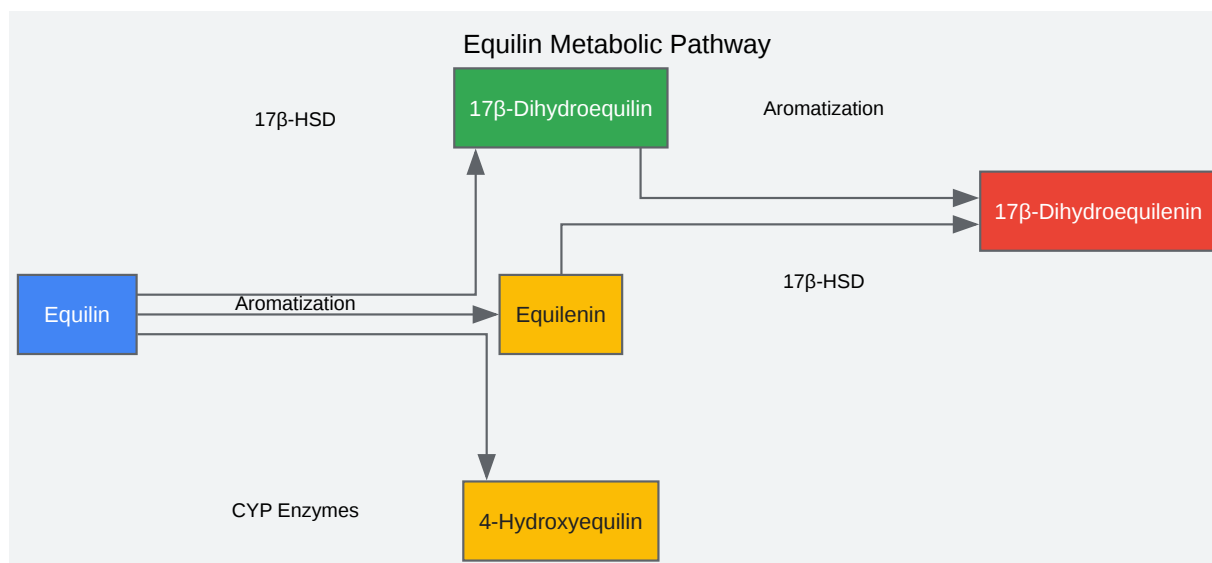 Equilin Metabolic Pathway
17β-HSD
17β-Dihydroequilin
Aromatization
17β-Dihydroequilenin
17β-HSD
Equilin
Aromatization
Equilenin
CYP Enzymes
4-Hydroxyequilin